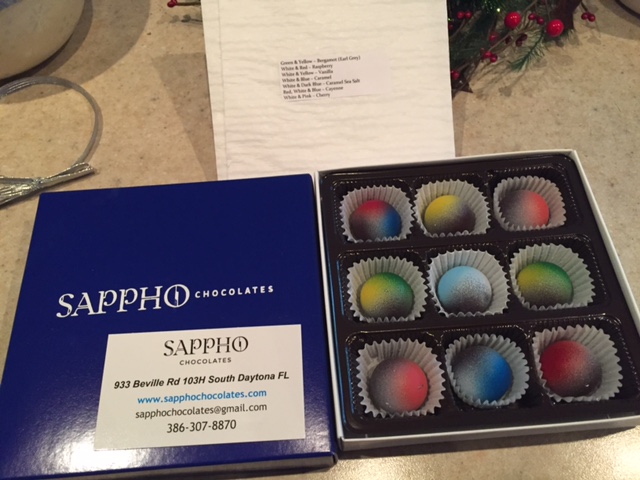 Green & Yellow - Bergamot (Earl Grey)
White & Red - Raspberry
White & Yellow - Vanilla
White & Blue - Caramel
White & Dark Blue - Caramel Sea Salt
Red, White & Blue - Cayenne
White & Pink - Cherry
SAPPHO CHOCOLATES
SAPPHO
CHOCOLATES
933 Beville Rd 103H South Daytona FL
www.sapphochocolates.com
sapphochocolates@gmail.com
386-307-8870